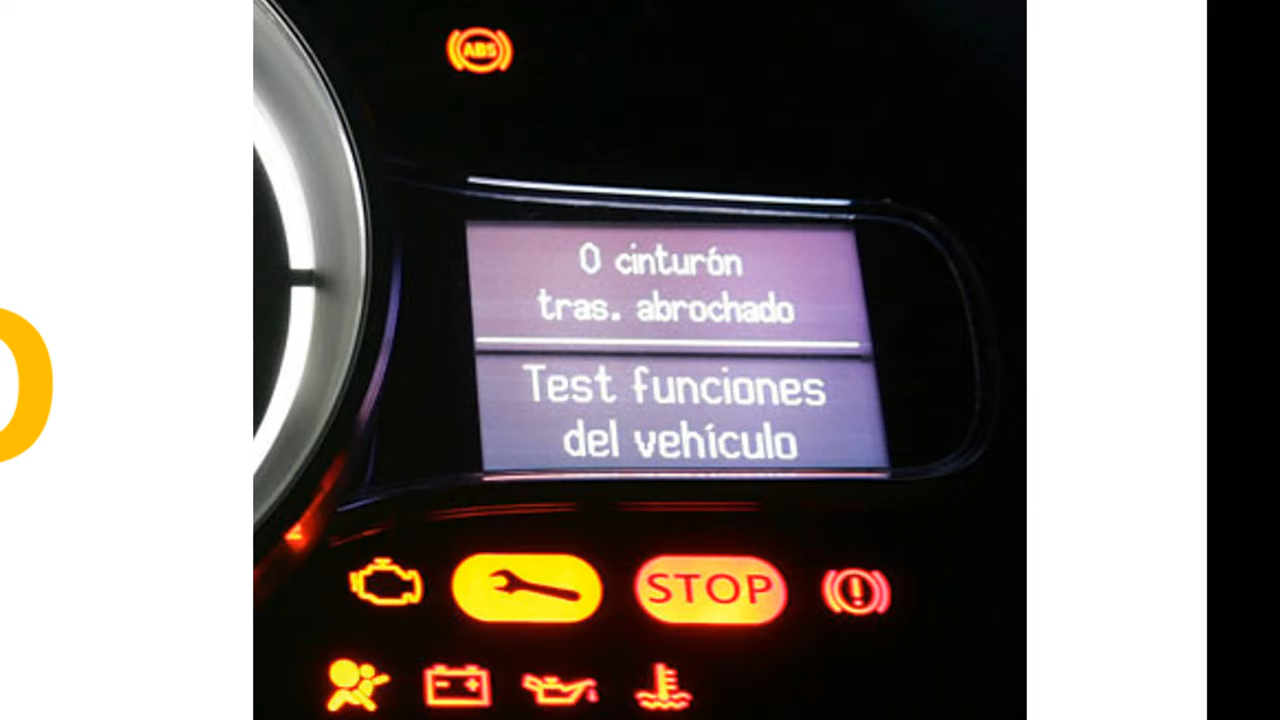 ABS
0 cinturón
tras. abrochado
Test funciones
del vehículo
STOP